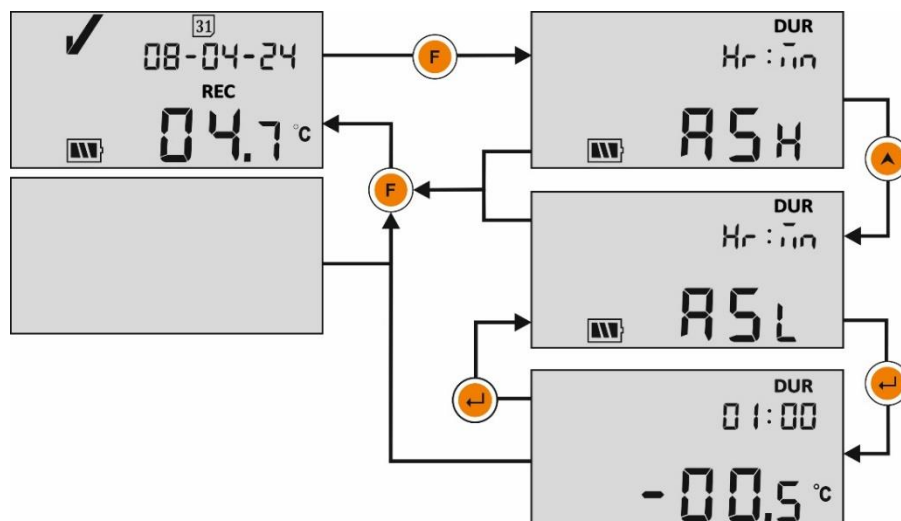 31
08-04-24
REC
04.7 °C
F
DUR
Hr:mn
ASH
F
DUR
Hr:mn
ASL
DUR
01:00
-00.5 °C